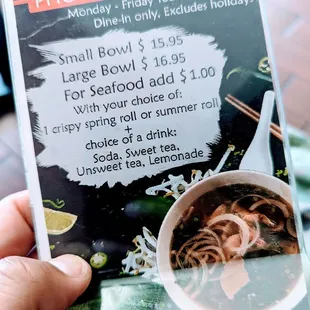 Monday - Friday
Dine-in only, Excludes holidays
Small Bowl $ 15.95
Large Bowl $ 16.95
For Seafood add $1.00
With your choice of:
1 crispy spring roll or summer roll
+
choice of a drink:
Soda, Sweet tea,
Unsweet tea, Lemonade